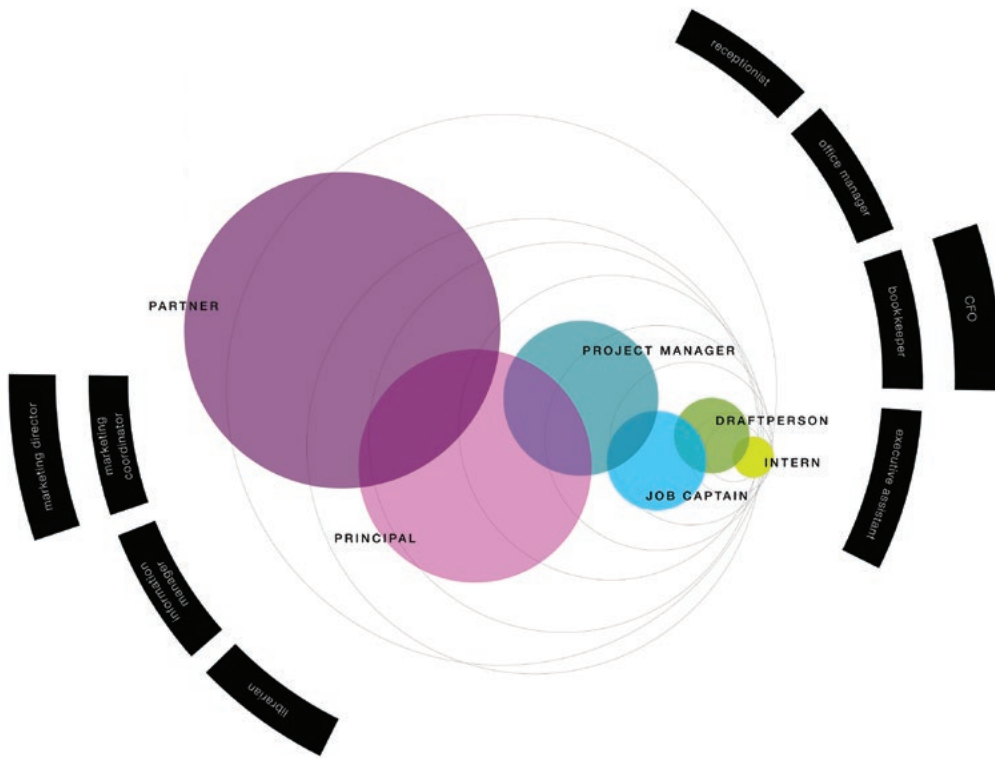 receptionist
office manager
bookkeeper
CFO
executive assistant
PARTNER
PROJECT MANAGER
DRAFTPERSON
INTERN
JOB CAPTAIN
PRINCIPAL
marketing director
marketing
coordinator
information
manager
librarian